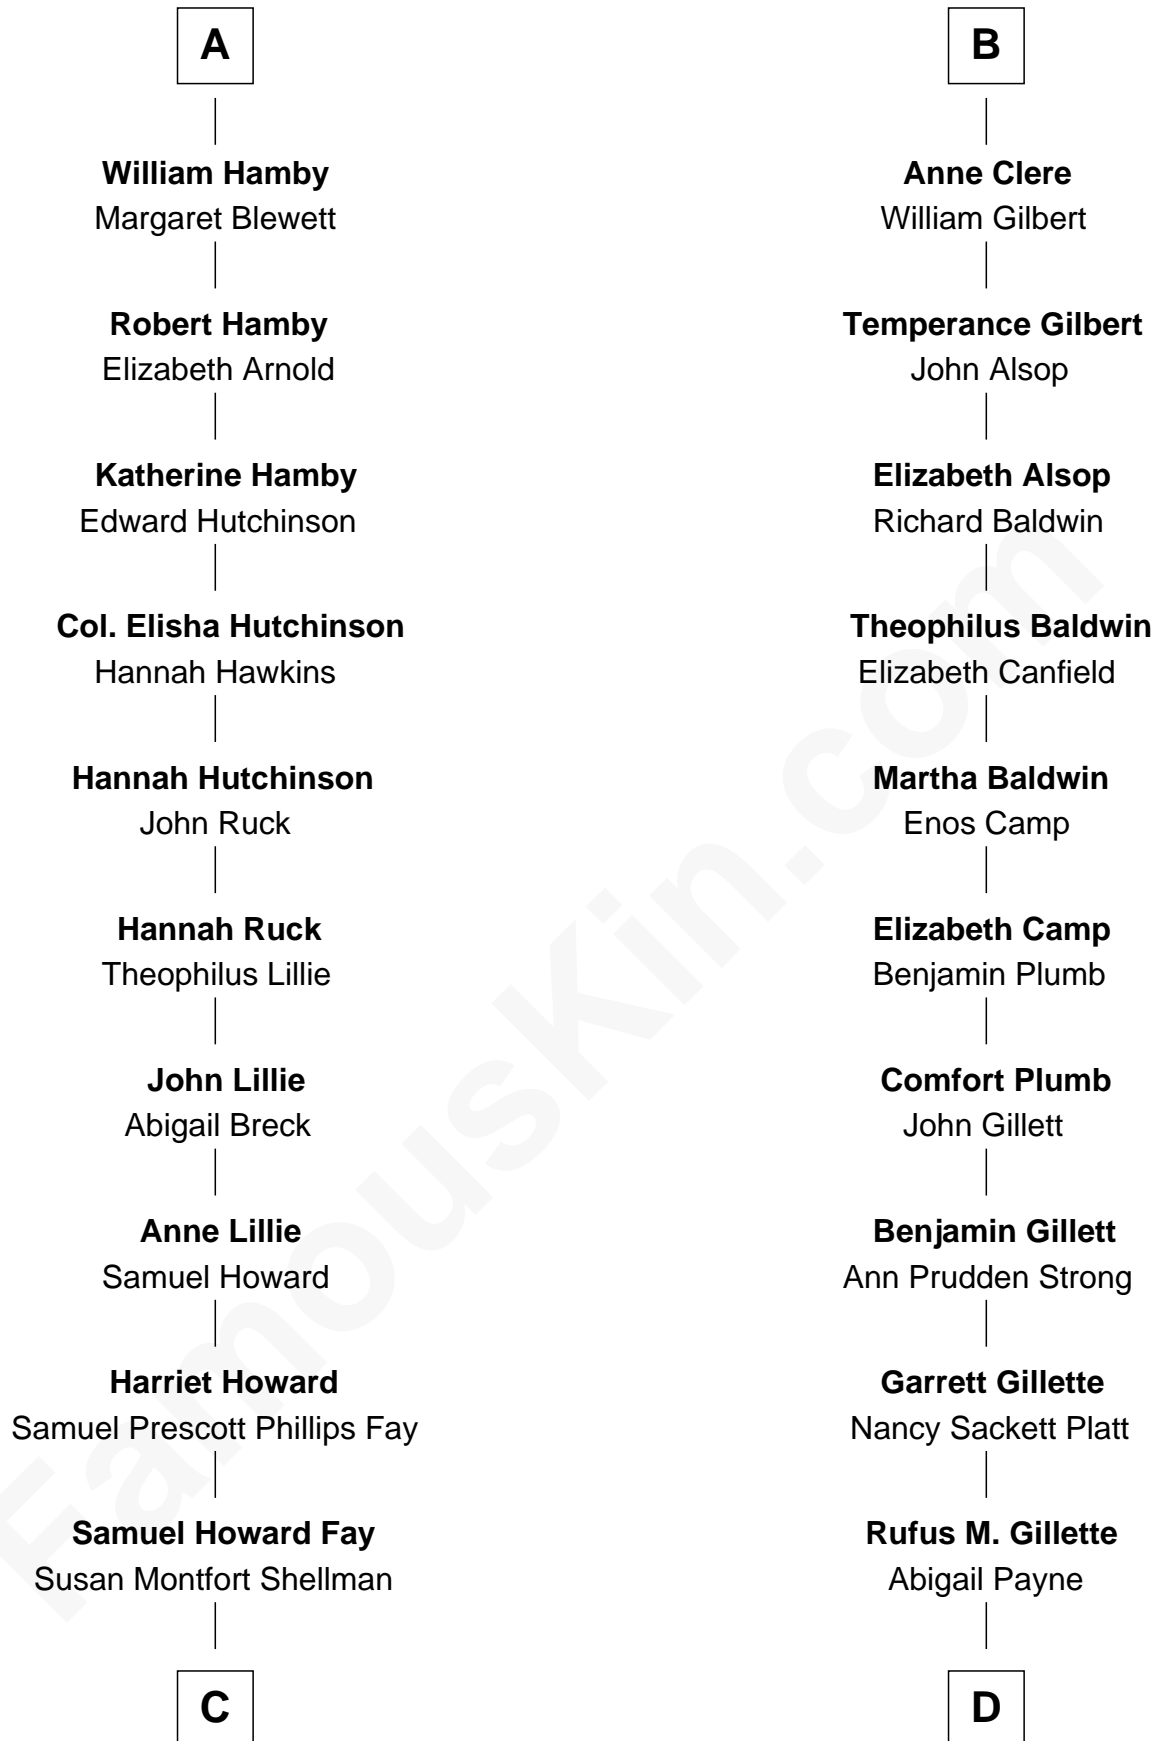 A
William Hamby
Margaret Blewett
Robert Hamby
Elizabeth Arnold
Katherine Hamby
Edward Hutchinson
Col. Elisha Hutchinson
Hannah Hawkins
Hannah Hutchinson
John Ruck
Hannah Ruck
Theophilus Lillie
John Lillie
Abigail Breck
Anne Lillie
Samuel Howard
Harriet Howard
Samuel Prescott Phillips Fay
Samuel Howard Fay
Susan Montfort Shellman
C
B
Anne Clere
William Gilbert
Temperance Gilbert
John Alsop
Elizabeth Alsop
Richard Baldwin
Theophilus Baldwin
Elizabeth Canfield
Martha Baldwin
Enos Camp
Elizabeth Camp
Benjamin Plumb
Comfort Plumb
John Gillett
Benjamin Gillett
Ann Prudden Strong
Garrett Gillette
Nancy Sackett Platt
Rufus M. Gillette
Abigail Payne
D
FamousKin.com